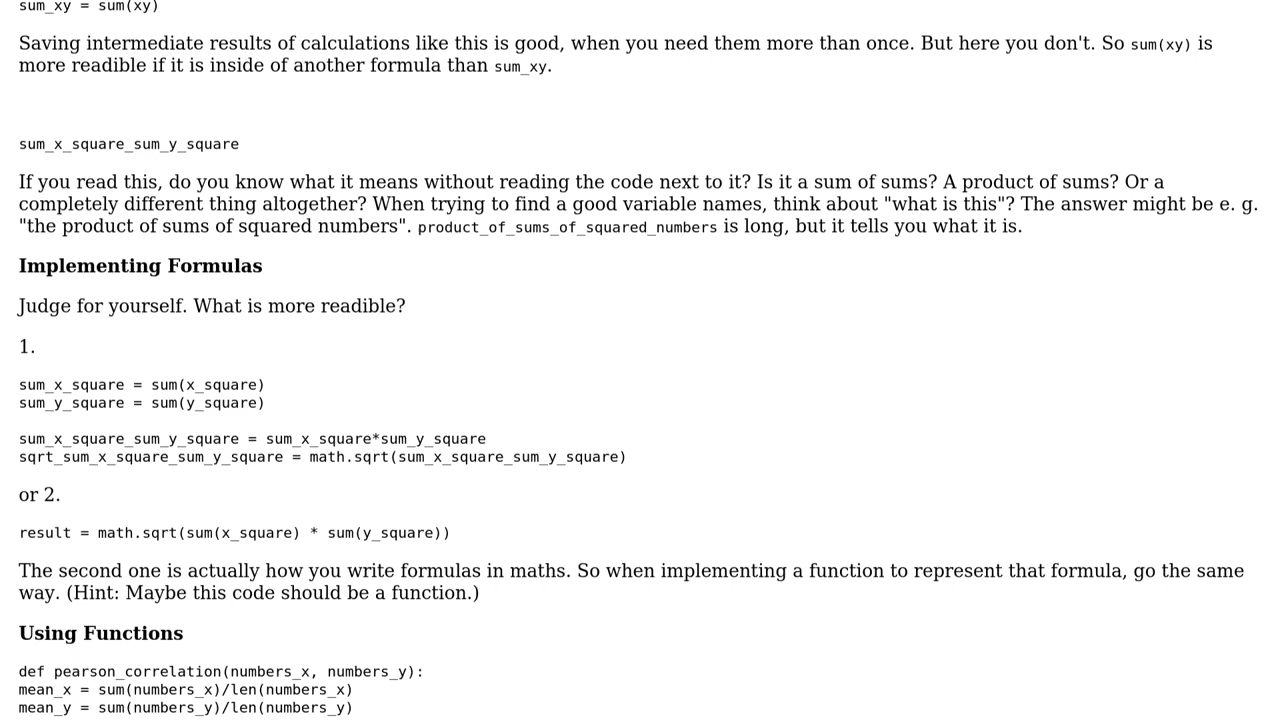 sum_xy = sum(xy)
Saving intermediate results of calculations like this is good, when you need them more than once. But here you don't. So sum(xy) is
more readible if it is inside of another formula than sum_xy.
sum_x_square_sum_y_square
If you read this, do you know what it means without reading the code next to it? Is it a sum of sums? A product of sums? Or a
completely different thing altogether? When trying to find a good variable names, think about "what is this"? The answer might be e. g.
"the product of sums of squared numbers". product_of_sums_of_squared_numbers is long, but it tells you what it is.
Implementing Formulas
Judge for yourself. What is more readible?
1.
sum_x_square = sum(x_square)
sum_y_square = sum(y_square)
sum_x_square_sum_y_square = sum_x_square*sum_y_square
sqrt_sum_x_square_sum_y_square = math.sqrt(sum_x_square_sum_y_square)
or 2.
result = math.sqrt(sum(x_square) * sum(y_square))
The second one is actually how you write formulas in maths. So when implementing a function to represent that formula, go the same
way. (Hint: Maybe this code should be a function.)
Using Functions
def pearson_correlation(numbers_x, numbers_y):
mean_x = sum(numbers_x)/len(numbers_x)
mean_y = sum(numbers_y)/len(numbers_y)